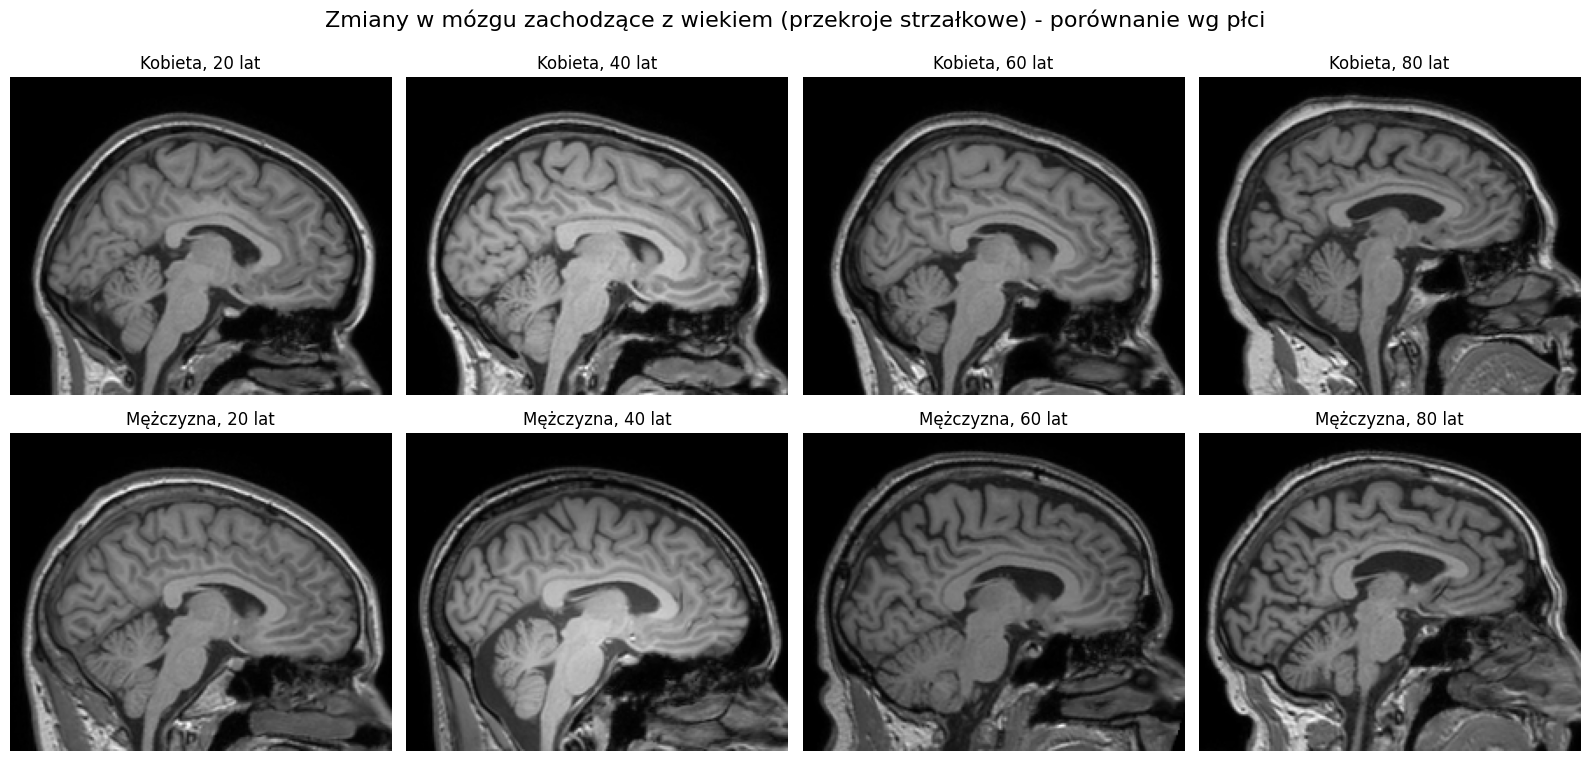 Zmiany w mózgu zachodzące z wiekiem (przekroje strzałkowe) - porównanie wg płci
Kobieta, 20 lat
Kobieta, 40 lat
Kobieta, 60 lat
Kobieta, 80 lat
Mężczyzna, 20 lat
Mężczyzna, 40 lat
Mężczyzna, 60 lat
Mężczyzna, 80 lat